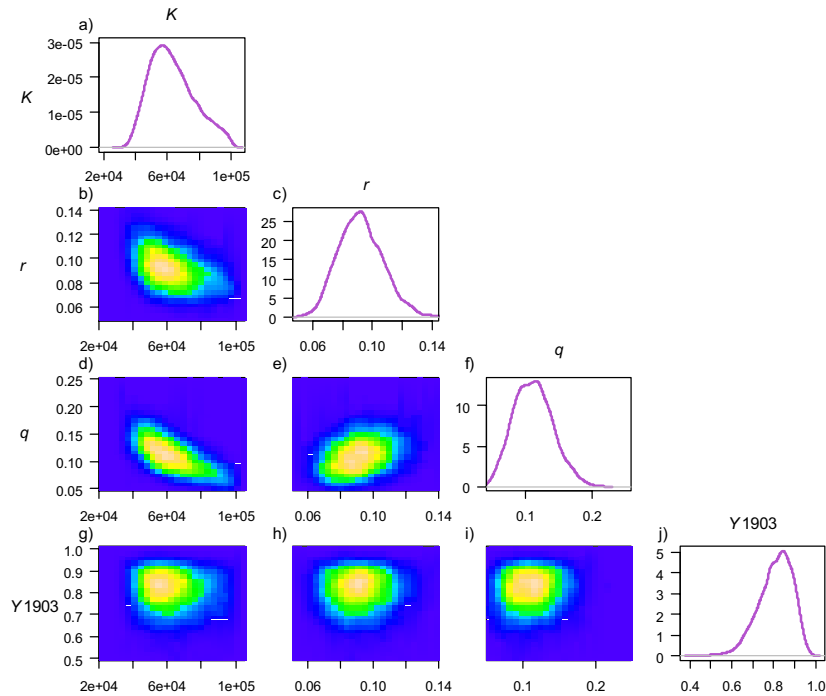 K
a)
3e-05
2e-05
K
1e-05
0e+00
2e+04 6e+04 1e+05
b) c) r
0.14
0.12
0.10
0.08
0.06
r
25
20
15
10
5
0
2e+04 6e+04 1e+05 0.06 0.10 0.14
d) e) f) q
0.25
0.20
0.15
0.10
0.05
q
10
5
0
2e+04 6e+04 1e+05 0.06 0.10 0.14 0.1 0.2
g) h) i) j) Y1903
1.0
0.9
0.8
0.7
0.6
0.5
Y1903
5
4
3
2
1
0
2e+04 6e+04 1e+05 0.06 0.10 0.14 0.1 0.2 0.4 0.6 0.8 1.0